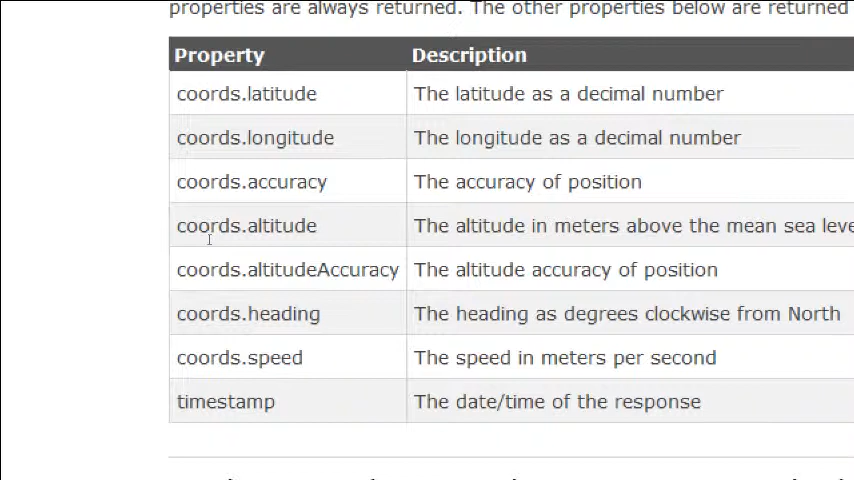 properties are always returned. The other properties below are returned
Property Description
coords.latitude The latitude as a decimal number
coords.longitude The longitude as a decimal number
coords.accuracy The accuracy of position
coords.altitude The altitude in meters above the mean sea leve
coords.altitudeAccuracy The altitude accuracy of position
coords.heading The heading as degrees clockwise from North
coords.speed The speed in meters per second
timestamp The date/time of the response